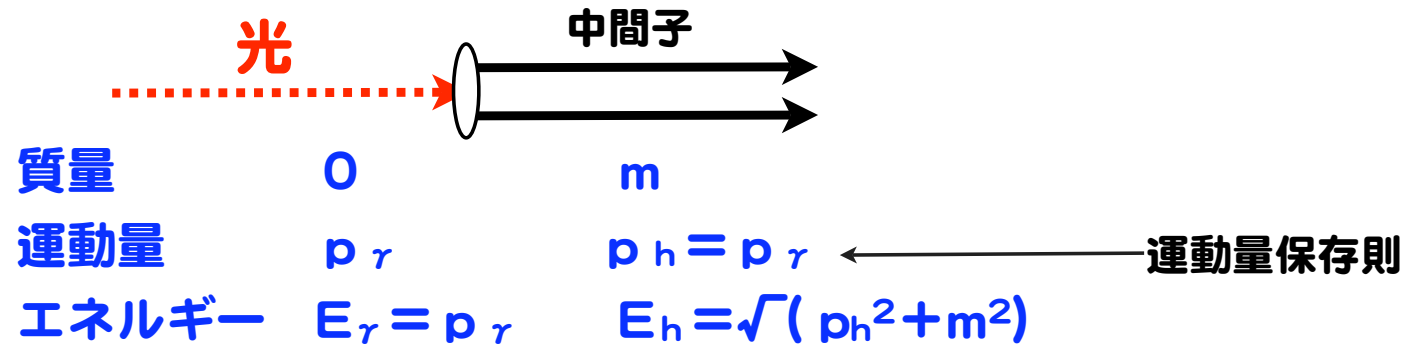 光
中間子
質量 0 m
運動量 pγ ph=pγ 運動量保存則
エネルギー Eγ=pγ Eh=√(ph²+m²)